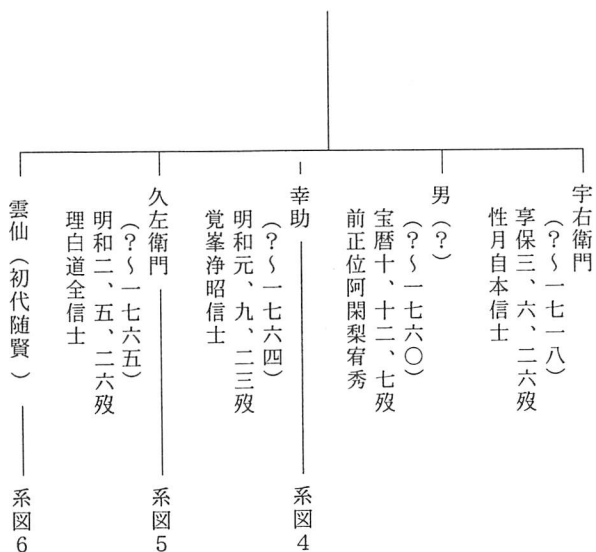 宇右衛門
（？～一七一八）
享保三、六、二六歿
性月自本信士
男（？）
（？～一七六〇）
宝暦十、十二、七歿
前正位阿閑梨宥秀
幸助
系図4
（？～一七六四）
明和元、九、二三歿
覚峯浄昭信士
久左衛門
系図5
（？～一七六五）
明和二、五、二六歿
理白道全信士
雲仙（初代随賢）
系図6